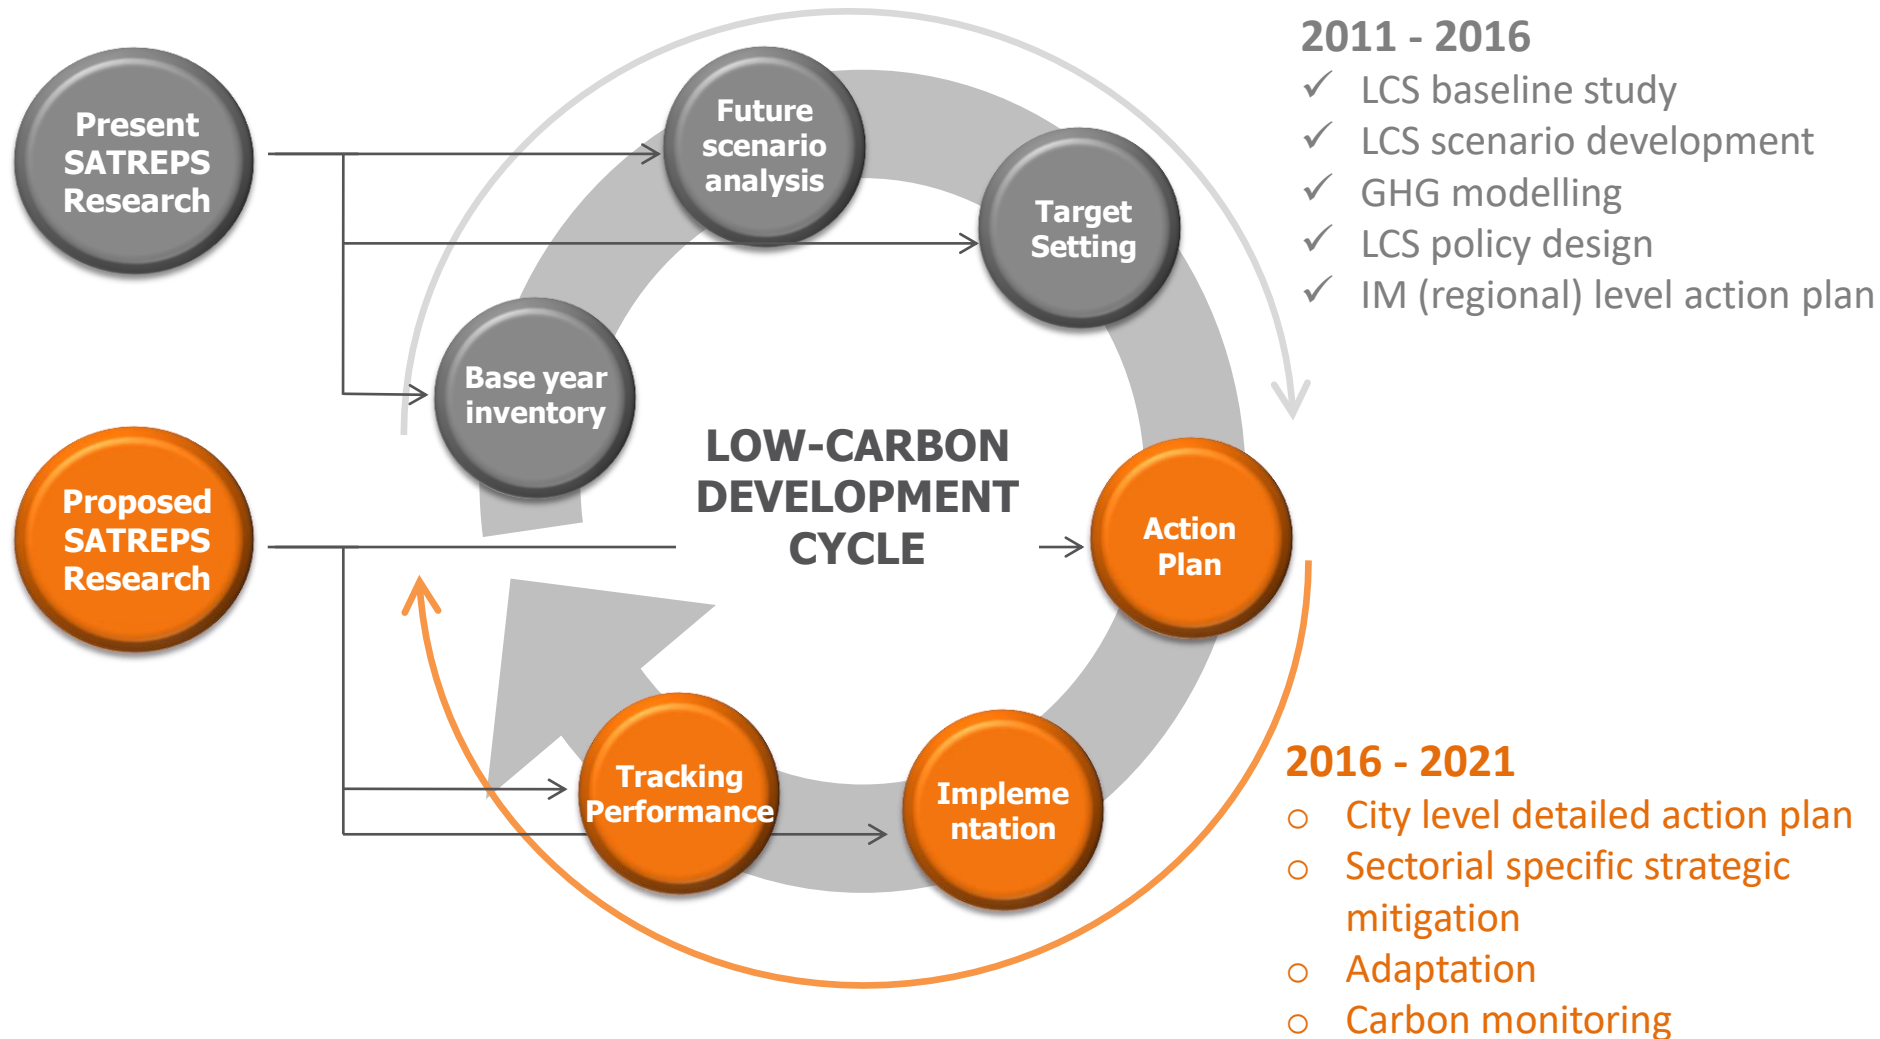 Present
SATREPS
Research
Future
scenario
analysis
Target
Setting
Base year
inventory
Proposed
SATREPS
Research
LOW-CARBON
DEVELOPMENT
CYCLE
Action
Plan
Tracking
Performance
Impleme
ntation
2011 - 2016
✓ LCS baseline study
✓ LCS scenario development
✓ GHG modelling
✓ LCS policy design
✓ IM (regional) level action plan
2016 - 2021
o City level detailed action plan
o Sectorial specific strategic
mitigation
o Adaptation
o Carbon monitoring